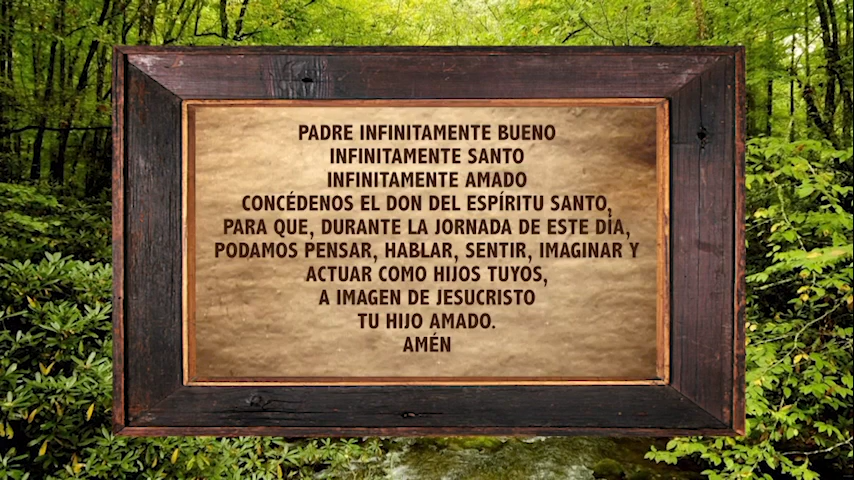 PADRE INFINITAMENTE BUENO
INFINITAMENTE SANTO
INFINITAMENTE AMADO
CONCÉDENOS EL DON DEL ESPÍRITU SANTO,
PARA QUE, DURANTE LA JORNADA DE ESTE DÍA,
PODAMOS PENSAR, HABLAR, SENTIR, IMAGINAR Y
ACTUAR COMO HIJOS TUYOS,
A IMAGEN DE JESUCRISTO
TU HIJO AMADO.
AMÉN